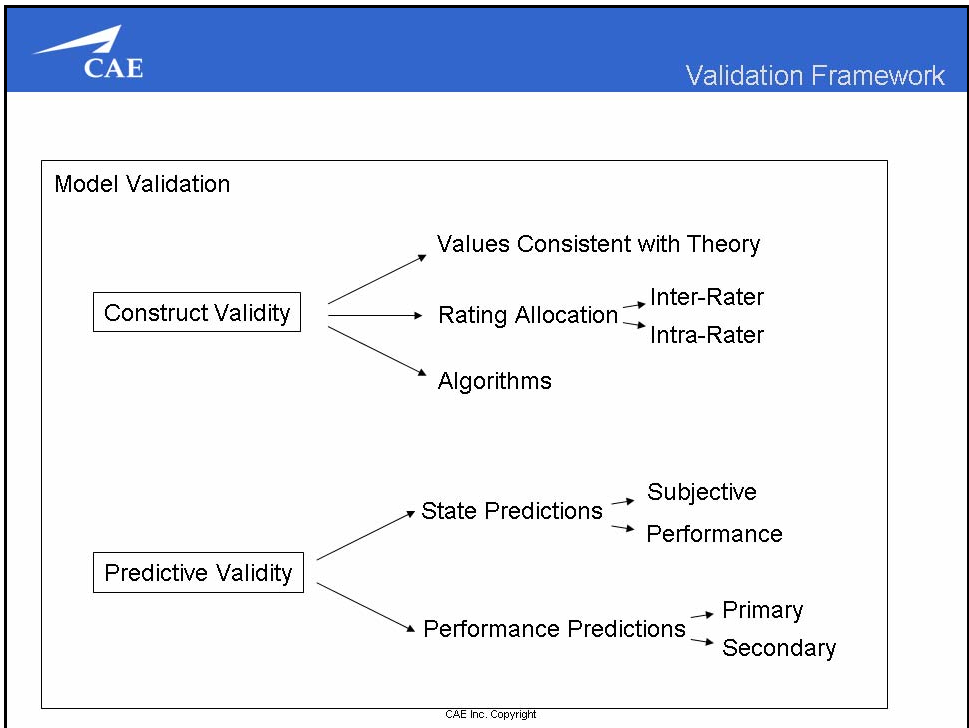 CAE
Validation Framework
Model Validation
Values Consistent with Theory
Construct Validity
Rating Allocation
Inter-Rater
Intra-Rater
Algorithms
State Predictions
Subjective
Performance
Predictive Validity
Performance Predictions
Primary
Secondary
CAE Inc. Copyright